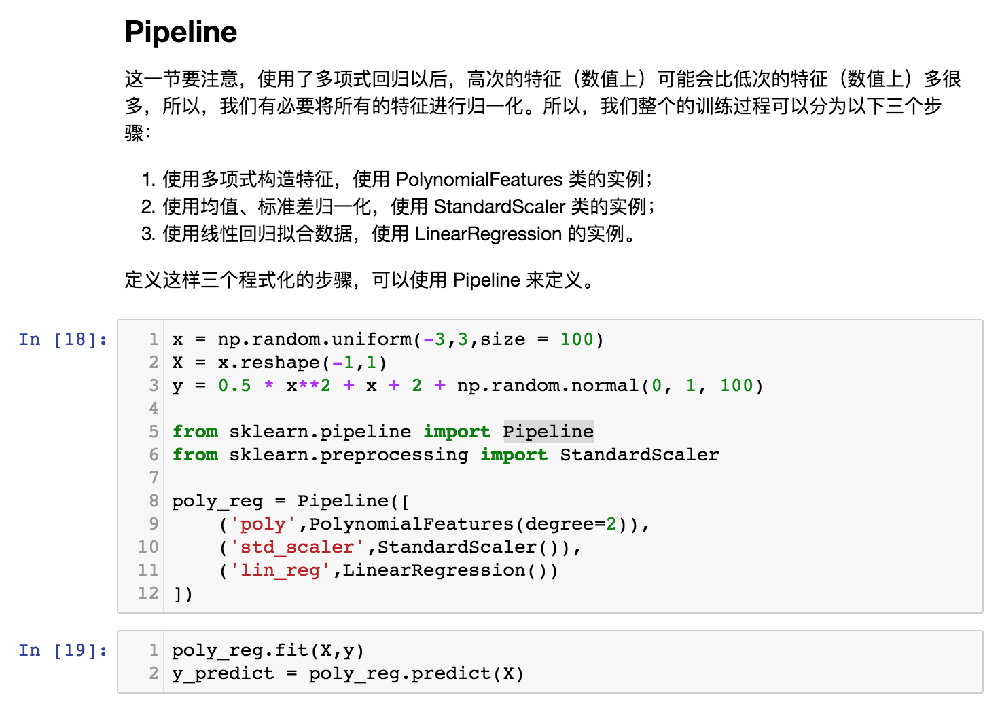 Pipeline
这一节要注意，使用了多项式回归以后，高次的特征（数值上）可能会比低次的特征（数值上）多很
多，所以，我们有必要将所有的特征进行归一化。所以，我们整个的训练过程可以分为以下三个步
骤：
1. 使用多项式构造特征，使用 PolynomialFeatures 类的实例；
2. 使用均值、标准差归一化，使用 StandardScaler 类的实例；
3. 使用线性回归拟合数据，使用 LinearRegression 的实例。
定义这样三个程式化的步骤，可以使用 Pipeline 来定义。
In [18]:
1 x = np.random.uniform(-3,3,size = 100)
2 X = x.reshape(-1,1)
3 y = 0.5 * x**2 + x + 2 + np.random.normal(0, 1, 100)
4
5 from sklearn.pipeline import Pipeline
6 from sklearn.preprocessing import StandardScaler
7
8 poly_reg = Pipeline([
9     ('poly',PolynomialFeatures(degree=2)),
10     ('std_scaler',StandardScaler()),
11     ('lin_reg',LinearRegression())
12 ])
In [19]:
1 poly_reg.fit(X,y)
2 y_predict = poly_reg.predict(X)